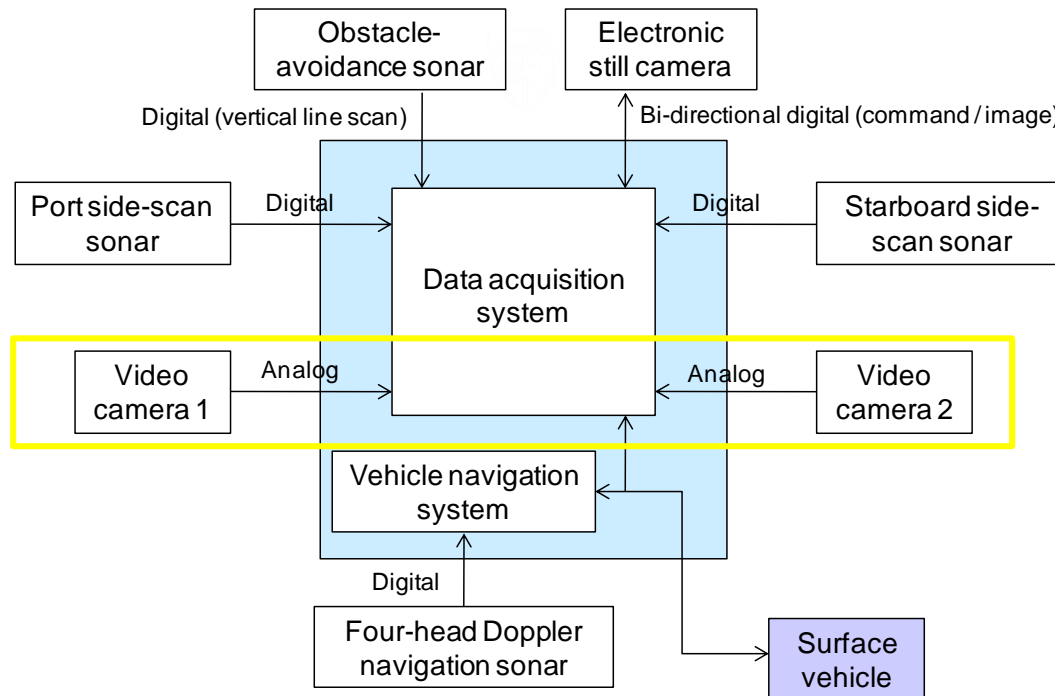 Obstacle-
avoidance sonar
Electronic
still camera
Digital (vertical line scan)
Bi-directional digital (command / image)
Port side-scan
sonar
Digital
Data acquisition
system
Digital
Starboard side-
scan sonar
Video
camera 1
Analog
Analog
Video
camera 2
Vehicle navigation
system
Digital
Four-head Doppler
navigation sonar
Surface
vehicle